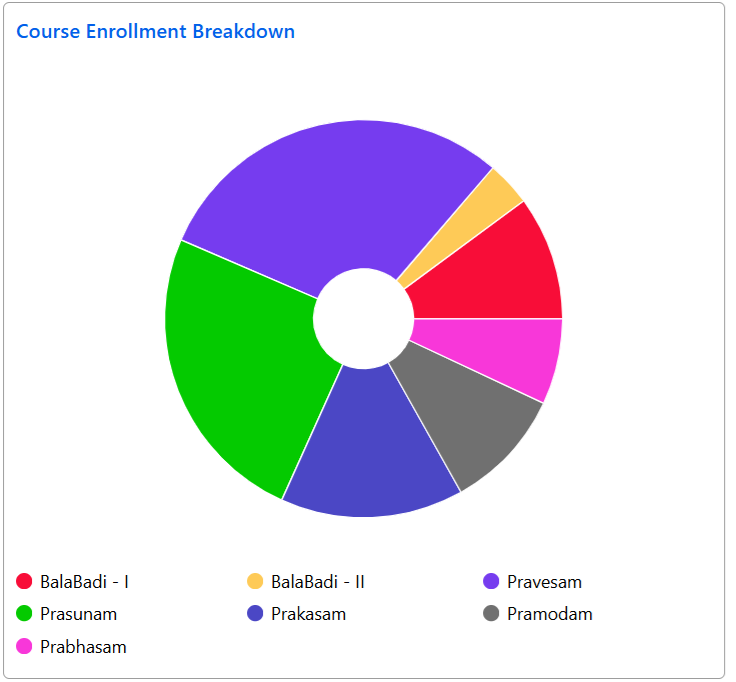 Course Enrollment Breakdown
BalaBadi - I
BalaBadi - II
Pravesam
Prasunam
Prakasam
Pramodam
Prabhasam